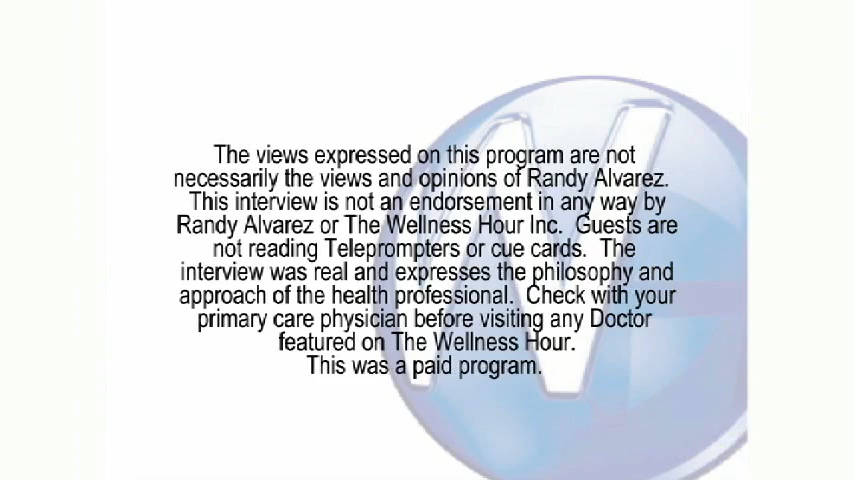 The views expressed on this program are not
necessarily the views and opinions of Randy Alvarez.
This interview is not an endorsement in any way by
Randy Alvarez or The Wellness Hour Inc.  Guests are
not reading Teleprompters or cue cards.  The
interview was real and expresses the philosophy and
approach of the health professional.  Check with your
primary care physician before visiting any Doctor
featured on The Wellness Hour.
This was a paid program.